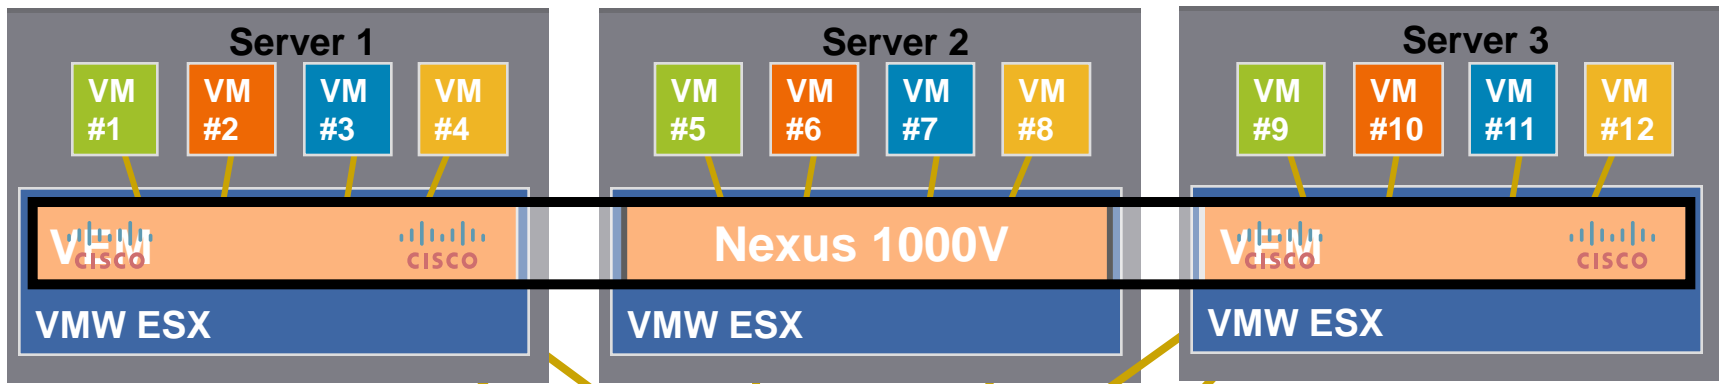 Server 1
VM
#1
VM
#2
VM
#3
VM
#4
VEM
CISCO
CISCO
VMW ESX
Server 2
VM
#5
VM
#6
VM
#7
VM
#8
Nexus 1000V
VMW ESX
Server 3
VM
#9
VM
#10
VM
#11
VM
#12
VEM
CISCO
CISCO
VMW ESX